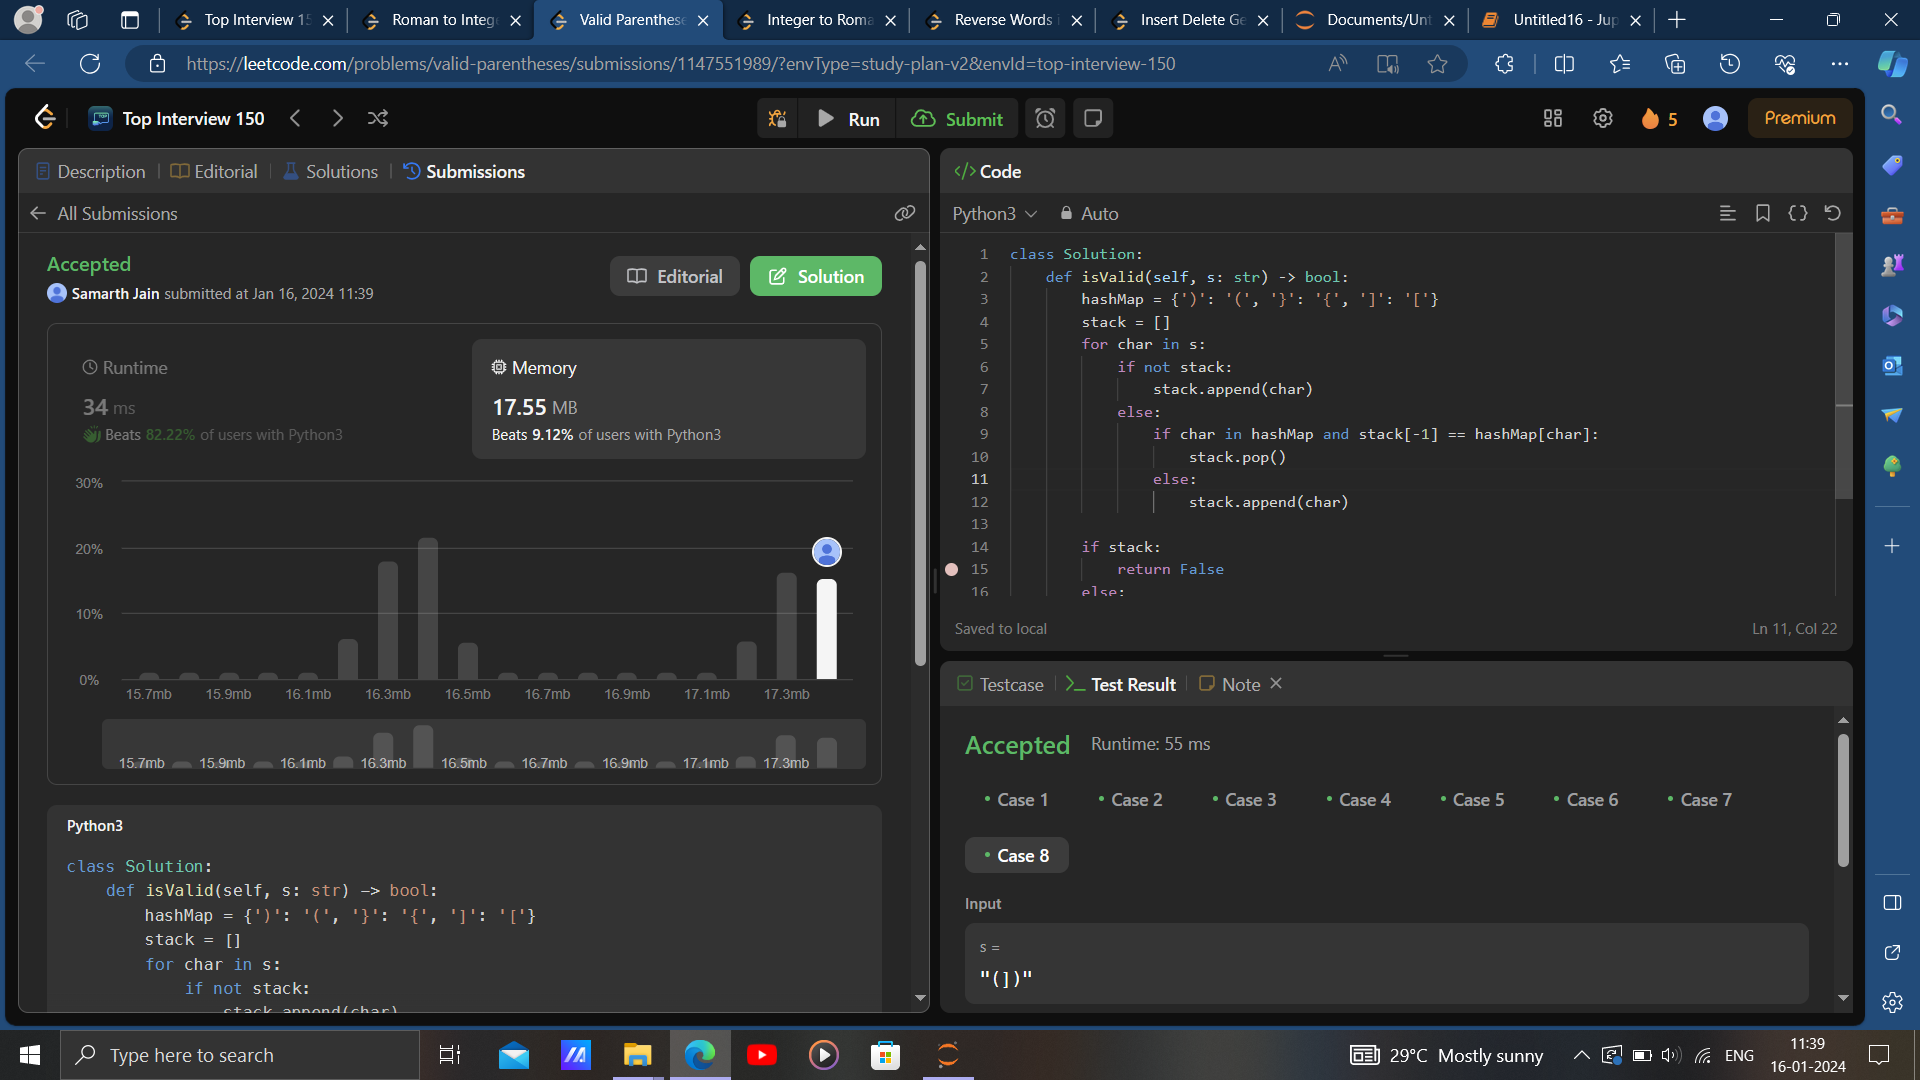 Top Interview 15
Roman to Intege
Valid Parenthese
Integer to Roma
Reverse Words i
Insert Delete Ge
Documents/Unt
Untitled16 - Jup
https://leetcode.com/problems/valid-parentheses/submissions/1147551989/?envType=study-plan-v2&envId=top-interview-150
Top Interview 150
Run
Submit
5
Premium
Description
Editorial
Solutions
Submissions
All Submissions
Accepted
Samarth Jain submitted at Jan 16, 2024 11:39
Editorial
Solution
Runtime
34 ms
Beats 82.22% of users with Python3
Memory
17.55 MB
Beats 9.12% of users with Python3
30%
20%
10%
0%
15.7mb 15.9mb 16.1mb 16.3mb 16.5mb 16.7mb 16.9mb 17.1mb 17.3mb
15.7mb 15.9mb 16.1mb 16.3mb 16.5mb 16.7mb 16.9mb 17.1mb 17.3mb
Python3
class Solution:
    def isValid(self, s: str) -> bool:
        hashMap = {')': '(', '}': '{', ']': '['}
        stack = []
        for char in s:
            if not stack:
                stack.append(char)
</> Code
Python3
Auto
1 class Solution:
2     def isValid(self, s: str) -> bool:
3         hashMap = {')': '(', '}': '{', ']': '['}
4         stack = []
5         for char in s:
6             if not stack:
7                 stack.append(char)
8             else:
9                 if char in hashMap and stack[-1] == hashMap[char]:
10                     stack.pop()
11                 else:
12                     stack.append(char)
13
14         if stack:
15             return False
16         else:
Saved to local
Ln 11, Col 22
Testcase
Test Result
Note
Accepted
Runtime: 55 ms
Case 1
Case 2
Case 3
Case 4
Case 5
Case 6
Case 7
Case 8
Input
s =
"(])"
Type here to search
29°C Mostly sunny
ENG
11:39
16-01-2024